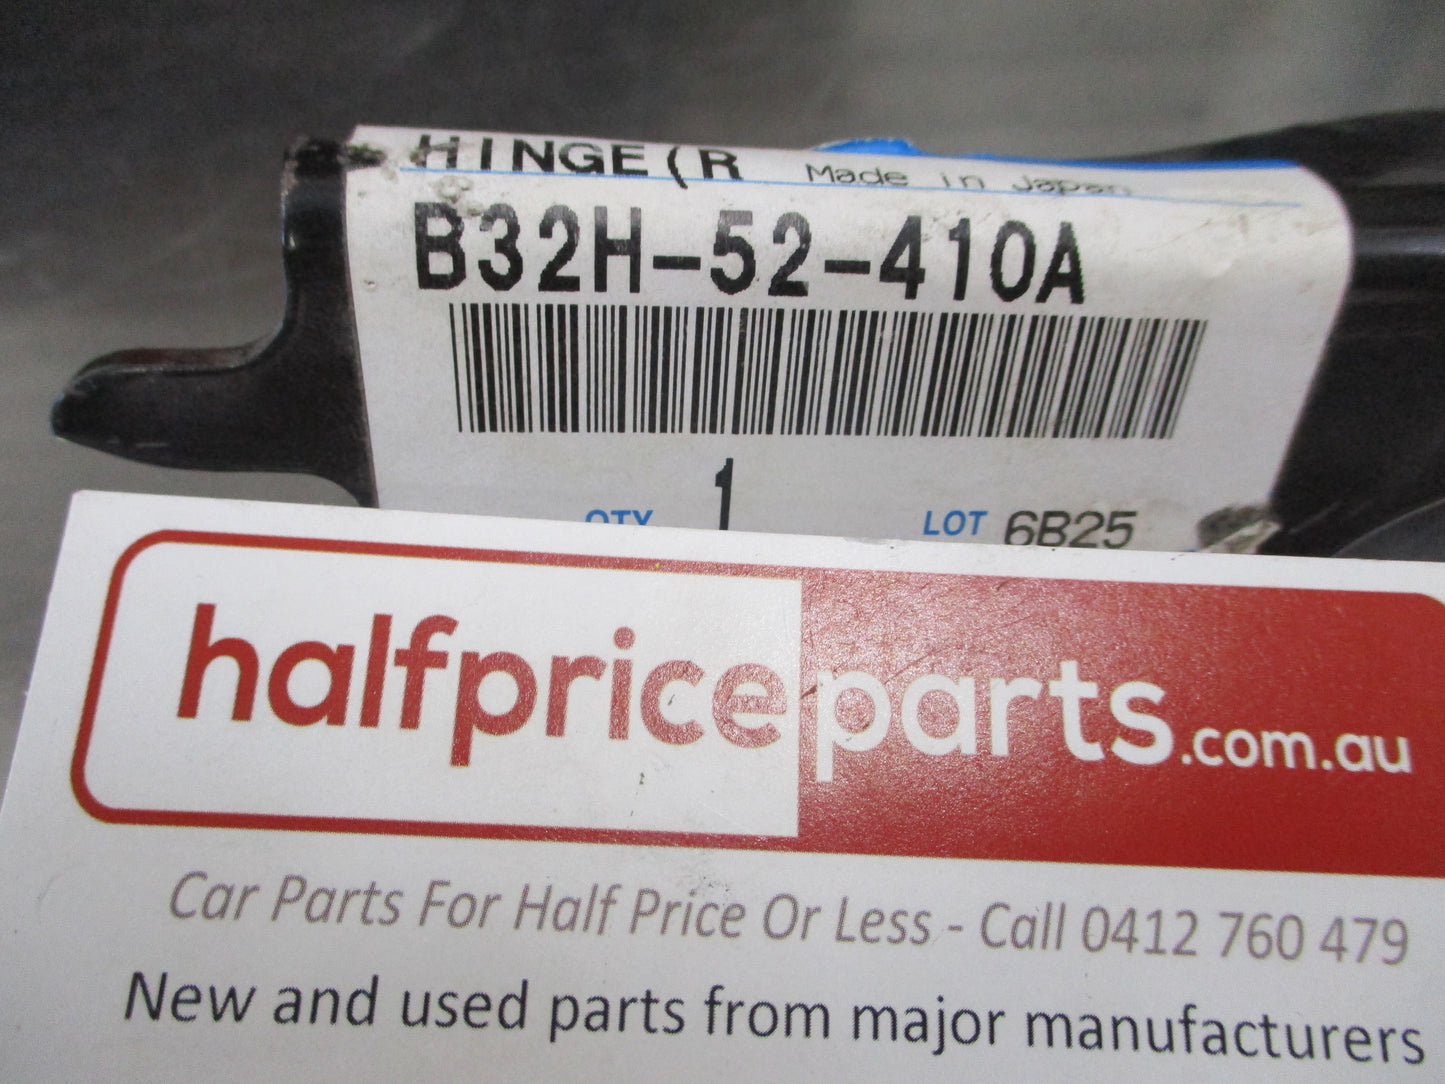 HINGE(R Made in Japan
B32H-52-410A
QTY 1 LOT 6B25
halfpriceparts.com.au
Car Parts For Half Price Or Less - Call 0412 760 479
New and used parts from major manufacturers